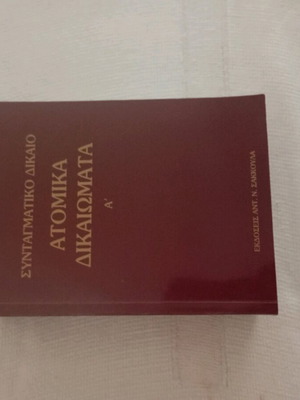 ΣΥΝΤΑΓΜΑΤΙΚΟ ΔΙΚΑΙΟ
ΑΤΟΜΙΚΑ
ΔΙΚΑΙΩΜΑΤΑ
Α'
ΕΚΔΟΣΕΙΣ ΑΝΤ. Ν. ΣΑΚΚΟΥΛΑ